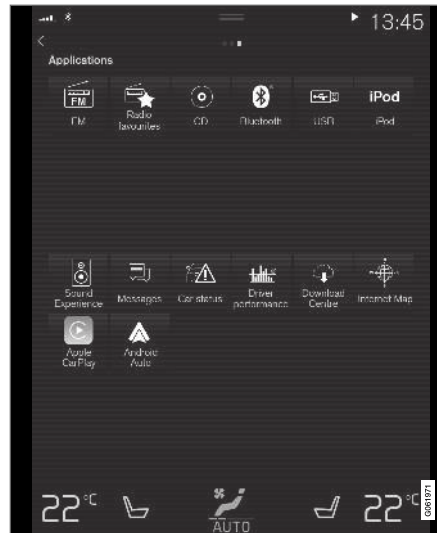 13:45
Applications
FM
iPod
FM
Radio
favourites
CD
Bluetooth
USB
iPod
Sound
Experience
Messages
Car status
Driver
performance
Download
Centre
Internet Map
Apple
CarPlay
Android
Auto
22°C
AUTO
22°C
G061971